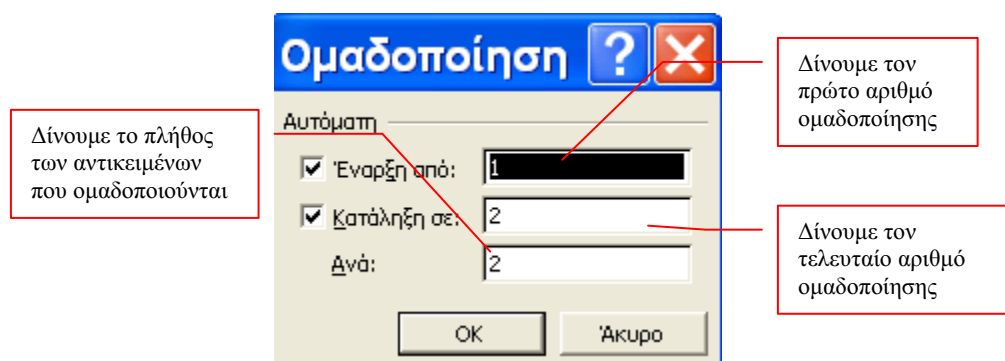 Ομαδοποίηση
Αυτόματη
Έναρξη από:
1
Κατάληξη σε:
2
Ανά:
2
OK
Άκυρο
Δίνουμε το πλήθος
των αντικειμένων
που ομαδοποιούνται
Δίνουμε τον
πρώτο αριθμό
ομαδοποίησης
Δίνουμε τον
τελευταίο αριθμό
ομαδοποίησης